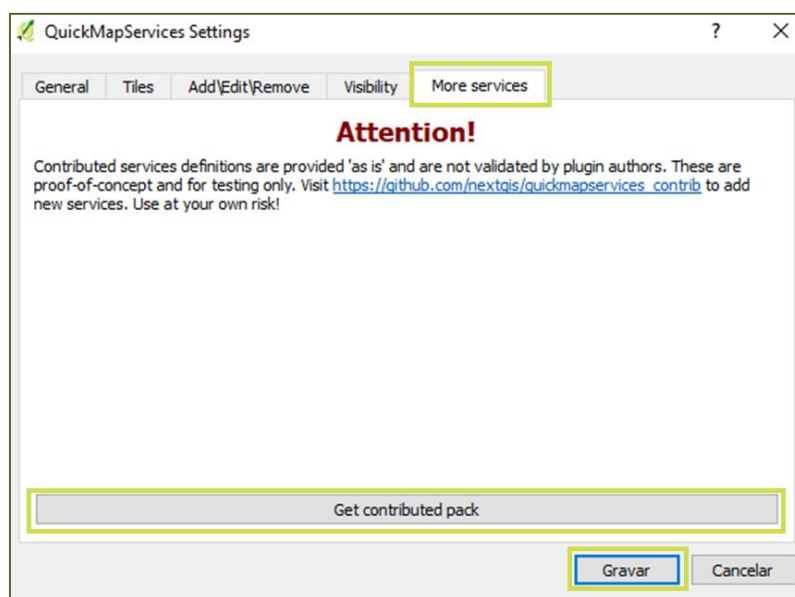 QuickMapServices Settings ?
General Tiles Add\Edit\Remove Visibility More services
Attention!
Contributed services definitions are provided 'as is' and are not validated by plugin authors. These are
proof-of-concept and for testing only. Visit https://github.com/nextgis/quickmapservices_contrib to add
new services. Use at your own risk!
Get contributed pack
Gravar Cancelar